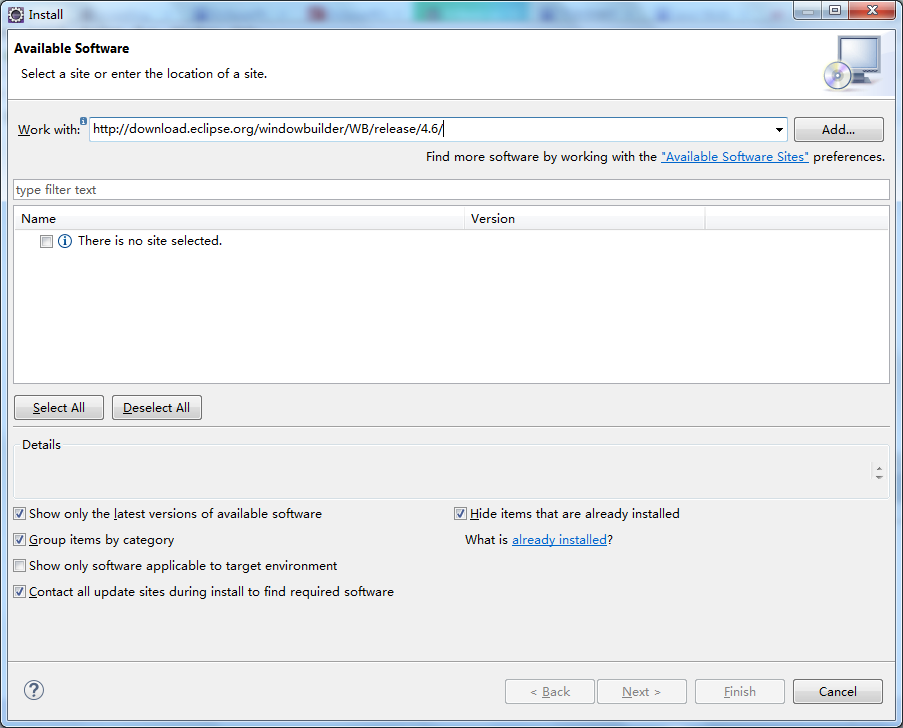 Install
Available Software
Select a site or enter the location of a site.
Work with: http://download.eclipse.org/windowbuilder/WB/release/4.6/ Add...
Find more software by working with the "Available Software Sites" preferences.
type filter text
Name Version
There is no site selected.
Select All Deselect All
Details
Show only the latest versions of available software Hide items that are already installed
Group items by category What is already installed?
Show only software applicable to target environment
Contact all update sites during install to find required software
? < Back Next > Finish Cancel